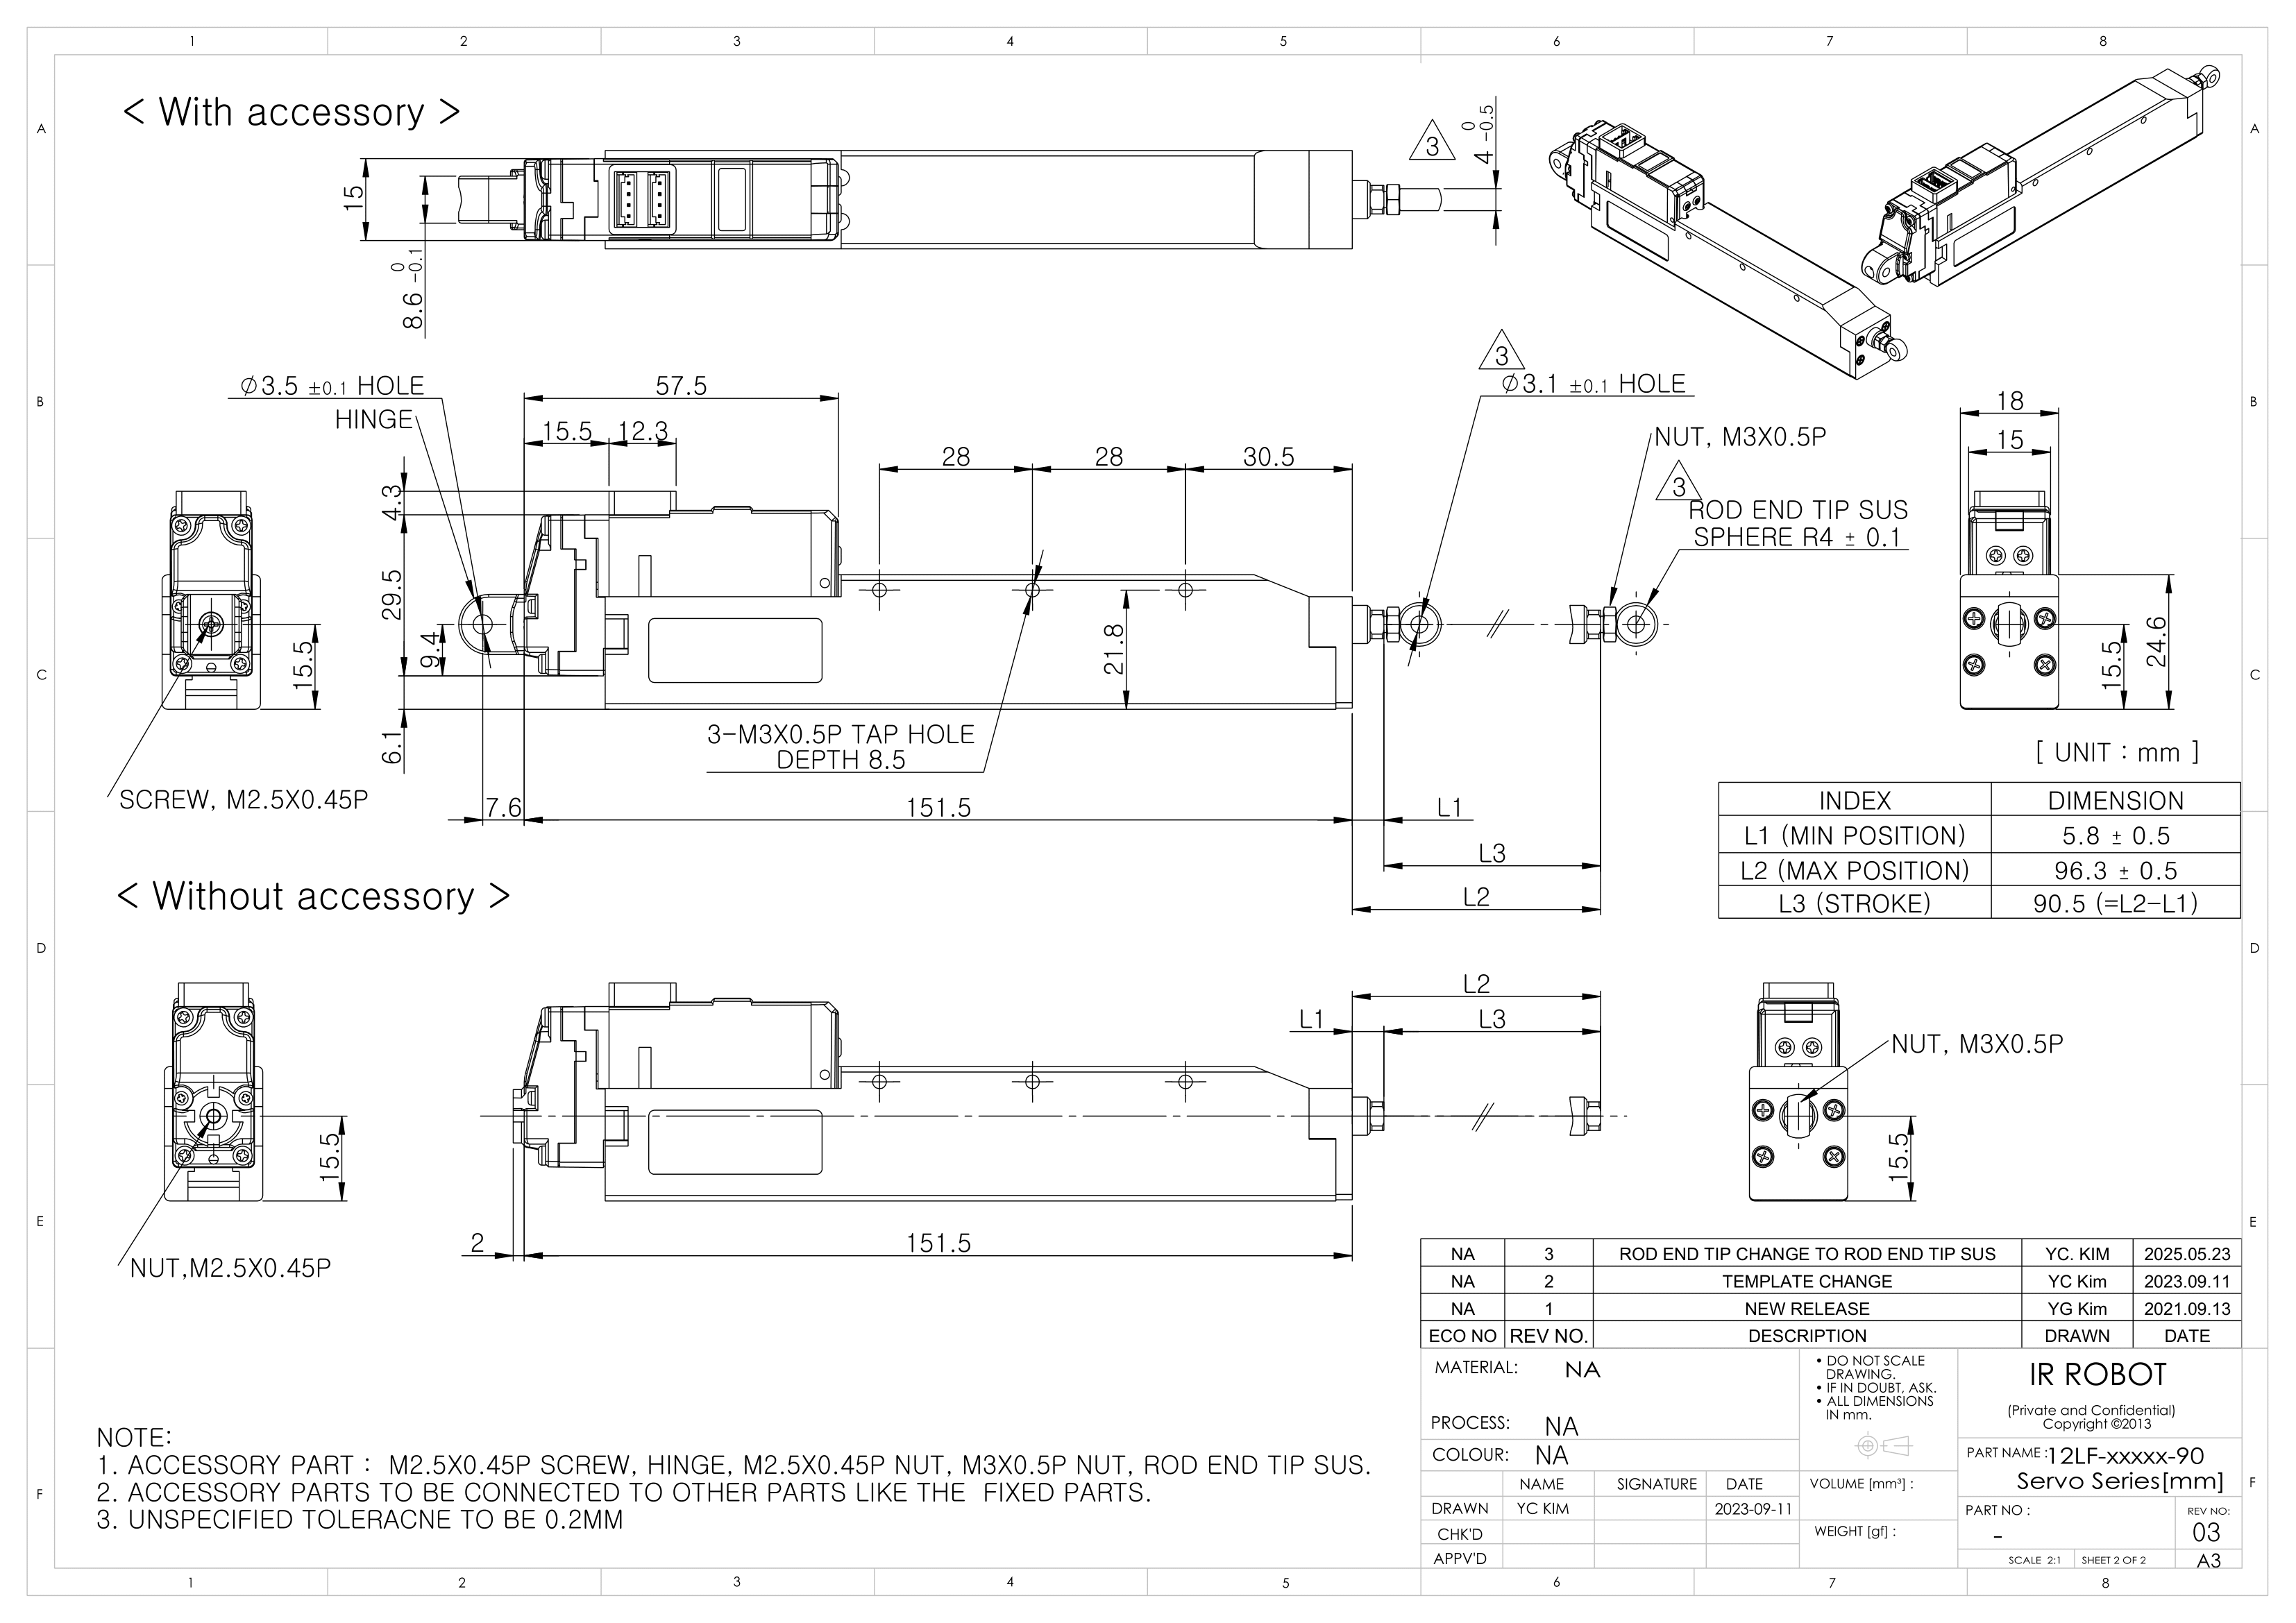 1 2 3 4 5 6 7 8
A A
B B
C C
D D
E E
F F
< With accessory >
15
8.6 0 -0.1
3
4 0 -0.5
∅3.5 ±0.1 HOLE
HINGE
57.5
15.5
12.3
28
28
30.5
4.3
29.5
9.4
6.1
15.5
SCREW, M2.5X0.45P
21.8
3-M3X0.5P TAP HOLE
DEPTH 8.5
7.6
151.5
L1
L3
L2
3
∅3.1 ±0.1 HOLE
NUT, M3X0.5P
3
ROD END TIP SUS
SPHERE R4 ± 0.1
18
15
15.5
24.6
[ UNIT : mm ]
INDEX DIMENSION
L1 (MIN POSITION) 5.8 ± 0.5
L2 (MAX POSITION) 96.3 ± 0.5
L3 (STROKE) 90.5 (=L2-L1)
< Without accessory >
15.5
NUT,M2.5X0.45P
2
151.5
L2
L1
L3
NUT, M3X0.5P
15.5
NA 3 ROD END TIP CHANGE TO ROD END TIP SUS YC. KIM 2025.05.23
NA 2 TEMPLATE CHANGE YC Kim 2023.09.11
NA 1 NEW RELEASE YG Kim 2021.09.13
ECO NO REV NO. DESCRIPTION DRAWN DATE
MATERIAL: NA
PROCESS: NA
COLOUR: NA
• DO NOT SCALE
DRAWING.
• IF IN DOUBT, ASK.
• ALL DIMENSIONS
IN mm.
IR ROBOT
(Private and Confidential)
Copyright ©2013
PART NAME : 12LF-xxxxx-90
Servo Series[mm]
NAME SIGNATURE DATE
DRAWN YC KIM 2023-09-11
CHK'D
APPV'D
VOLUME [mm³] :
WEIGHT [gf] :
PART NO :
-
REV NO:
03
SCALE 2:1 SHEET 2 OF 2 A3
NOTE:
1. ACCESSORY PART : M2.5X0.45P SCREW, HINGE, M2.5X0.45P NUT, M3X0.5P NUT, ROD END TIP SUS.
2. ACCESSORY PARTS TO BE CONNECTED TO OTHER PARTS LIKE THE FIXED PARTS.
3. UNSPECIFIED TOLERACNE TO BE 0.2MM
1 2 3 4 5 6 7 8